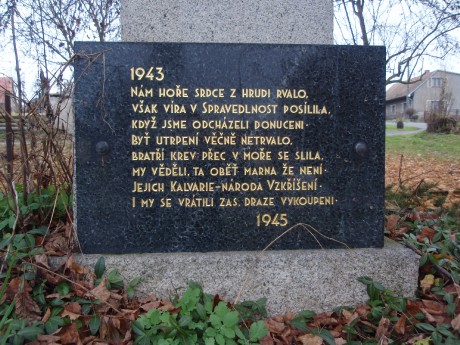 1943
Nám hoře srdce z hrudi rvalo,
však víra v Spravedlnost posílila,
když jsme odcházeli donuceni·
Byť utrpení věčně netrvalo,
bratří krev přec v moře se slila,
my věděli, ta oběť marna že není·
Jejich Kalvarie-národa Vzkříšení·
I my se vrátili zas, draze vykoupeni·
1945